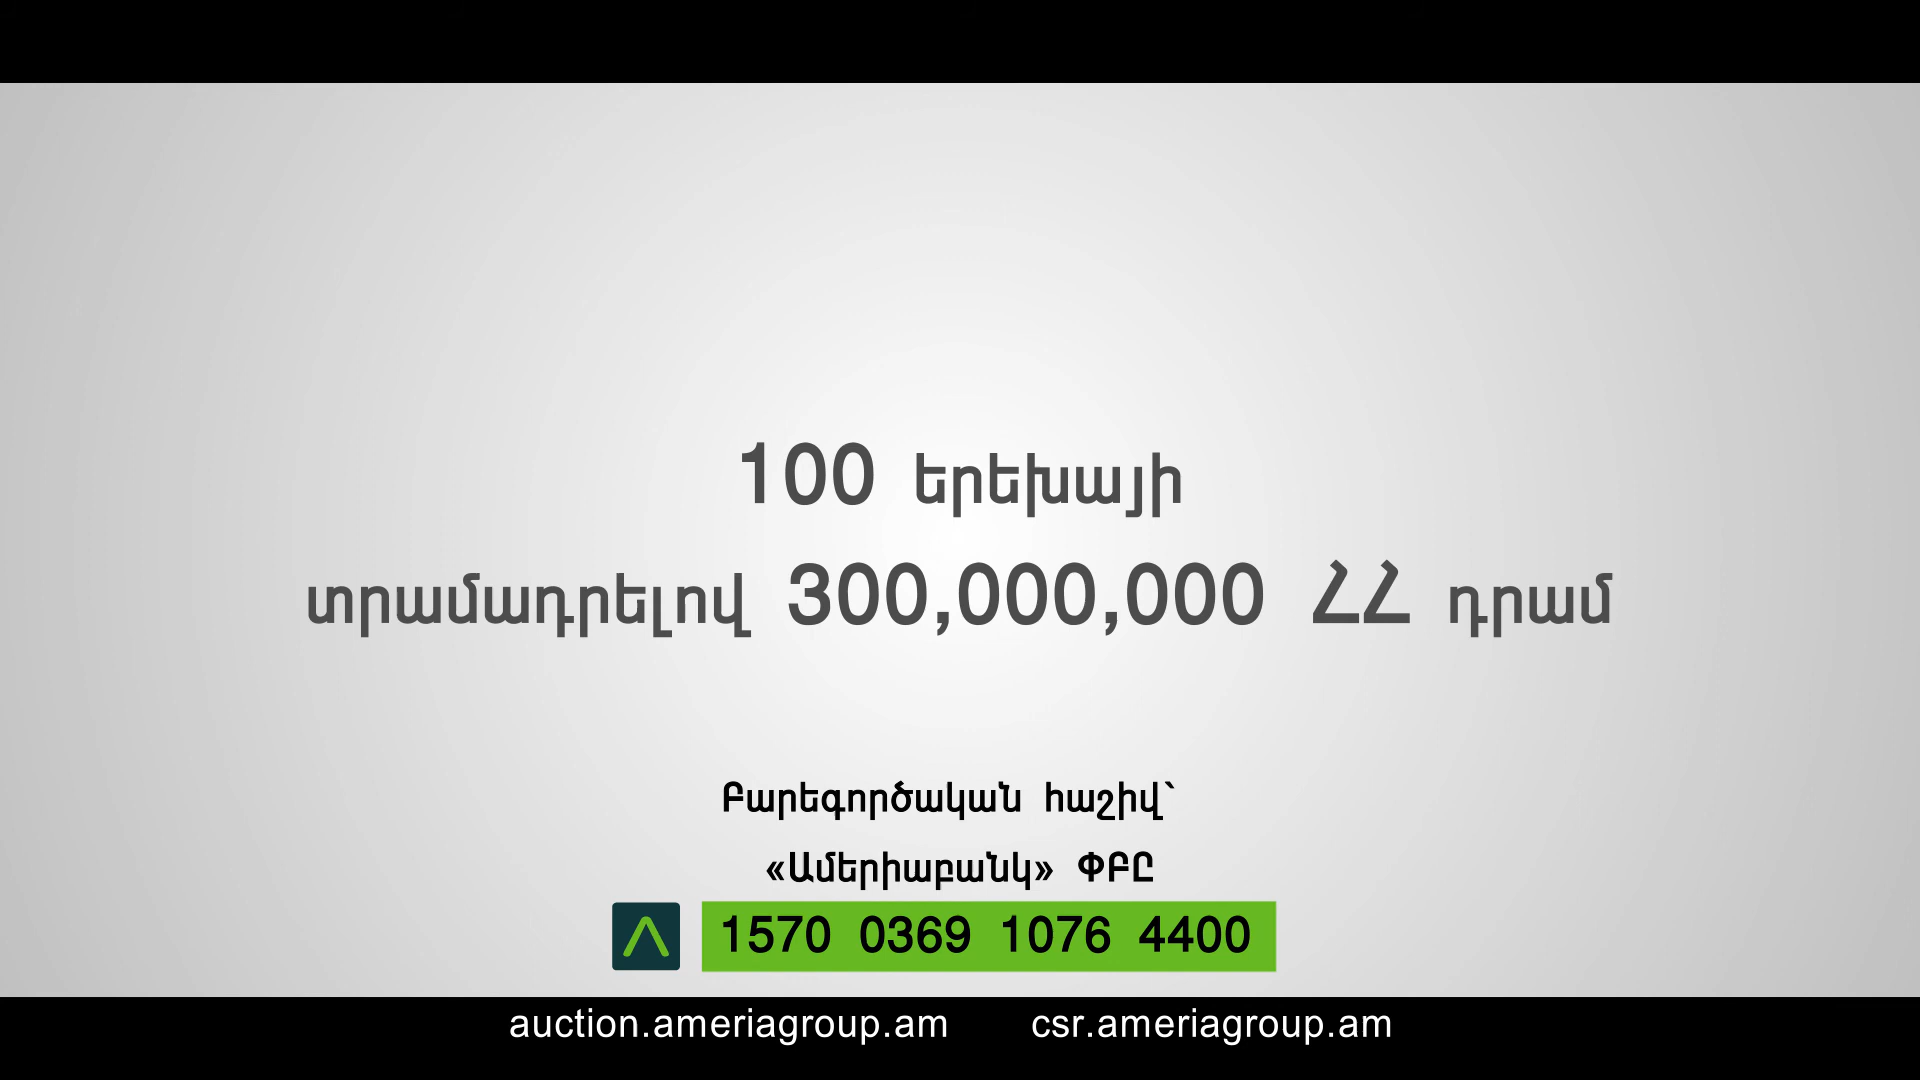 100 երեխայի
տրամադրելով 300,000,000 ՀՀ դրամ
Բարեգործական հաշիվ՝
«Ամերիաբանկ» ՓԲԸ
1570 0369 1076 4400
auction.ameriagroup.am csr.ameriagroup.am